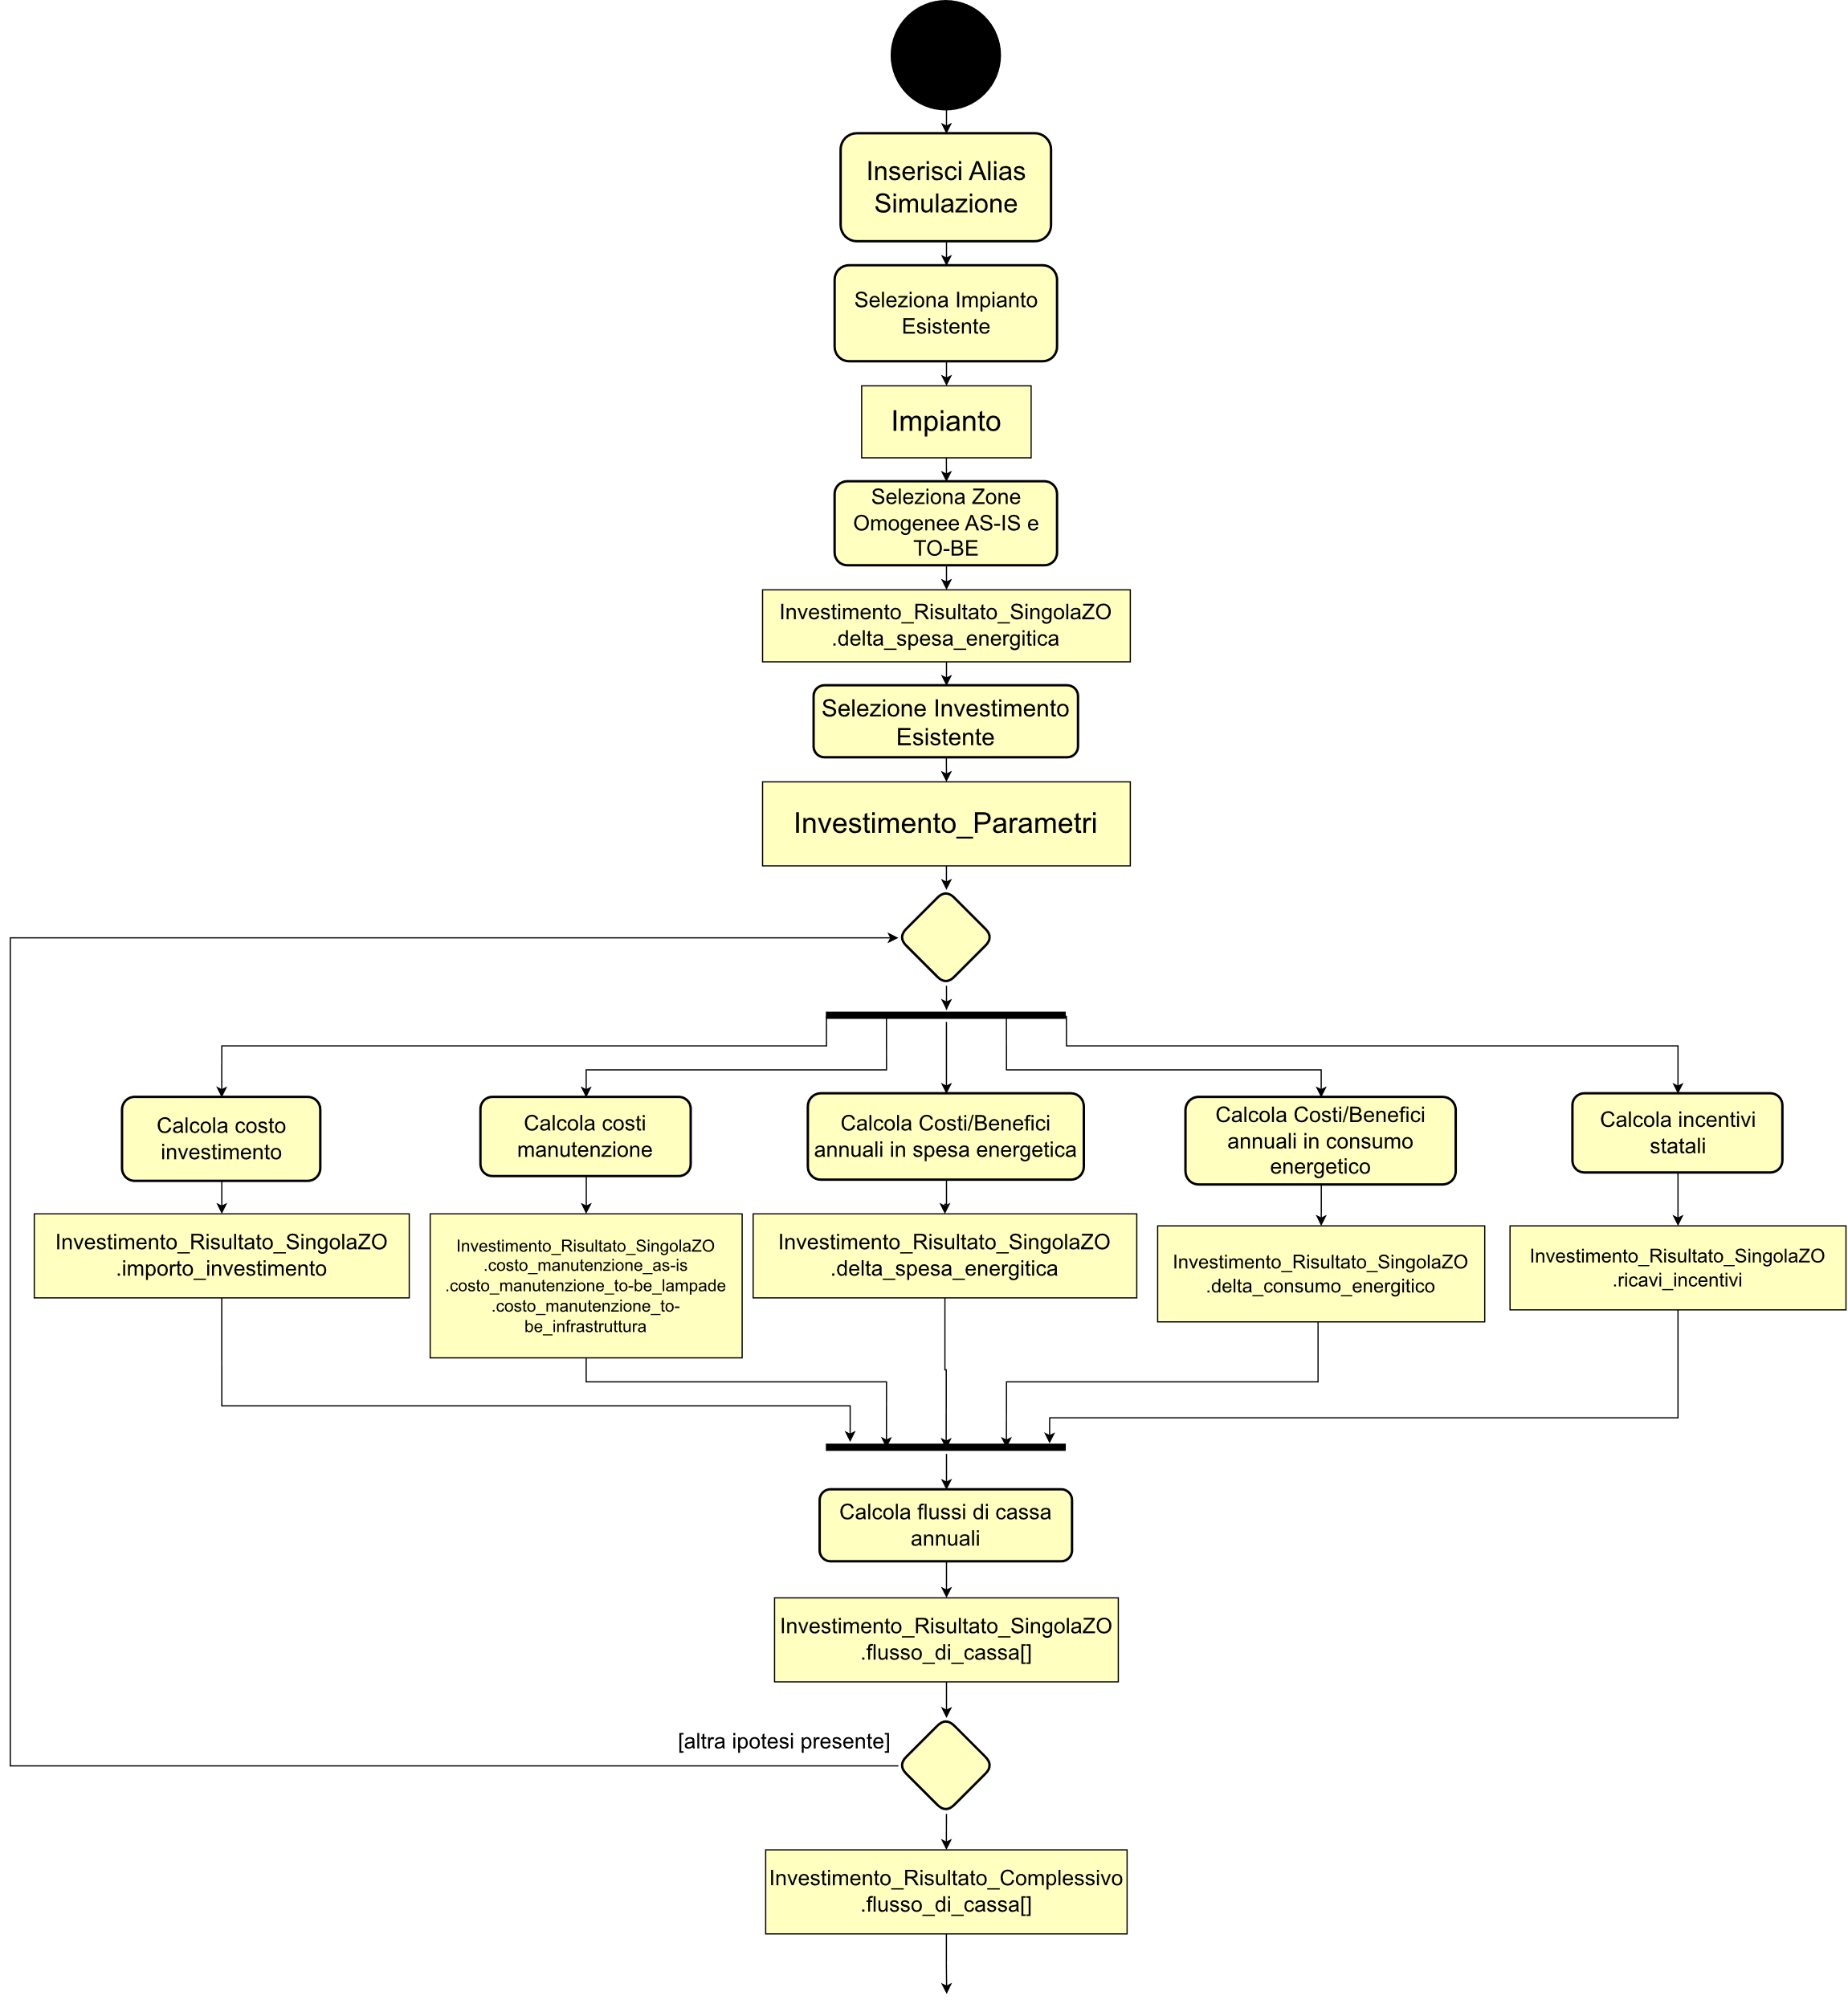 Inserisci Alias
Simulazione
Seleziona Impianto
Esistente
Impianto
Seleziona Zone
Omogenee AS-IS e
TO-BE
Investimento_Risultato_SingolaZO
.delta_spesa_energitica
Selezione Investimento
Esistente
Investimento_Parametri
Calcola costo
investimento
Calcola costi
manutenzione
Calcola Costi/Benefici
annuali in spesa energetica
Calcola Costi/Benefici
annuali in consumo
energetico
Calcola incentivi
statali
Investimento_Risultato_SingolaZO
.importo_investimento
Investimento_Risultato_SingolaZO
.costo_manutenzione_as-is
.costo_manutenzione_to-be_lampade
.costo_manutenzione_to-
be_infrastruttura
Investimento_Risultato_SingolaZO
.delta_spesa_energitica
Investimento_Risultato_SingolaZO
.delta_consumo_energitico
Investimento_Risultato_SingolaZO
.ricavi_incentivi
Calcola flussi di cassa
annuali
Investimento_Risultato_SingolaZO
.flusso_di_cassa[]
[altra ipotesi presente]
Investimento_Risultato_Complessivo
.flusso_di_cassa[]